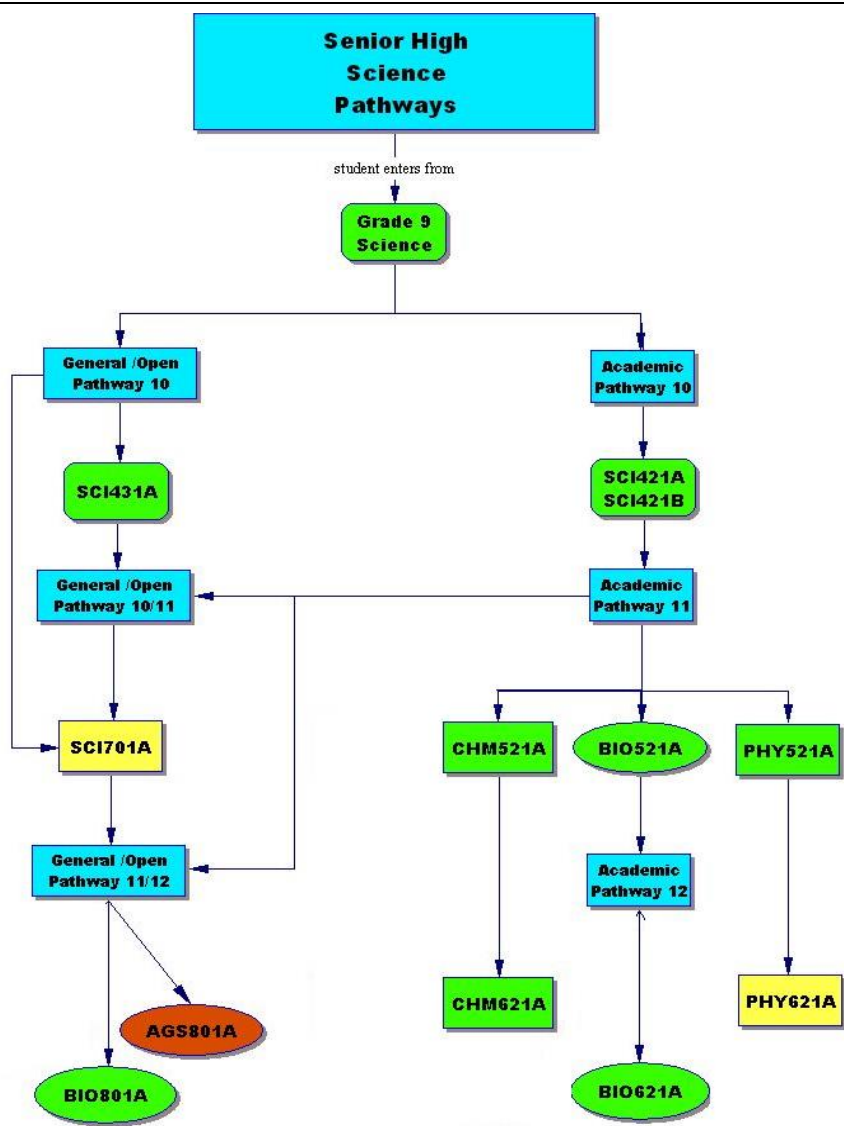 Senior High
Science
Pathways
student enters from
Grade 9
Science
General /Open
Pathway 10
Academic
Pathway 10
SCI431A
SCI421A
SCI421B
General /Open
Pathway 10/11
Academic
Pathway 11
SCI701A
CHM521A
BIO521A
PHY521A
General /Open
Pathway 11/12
Academic
Pathway 12
AGS801A
CHM621A
PHY621A
BIO801A
BIO621A